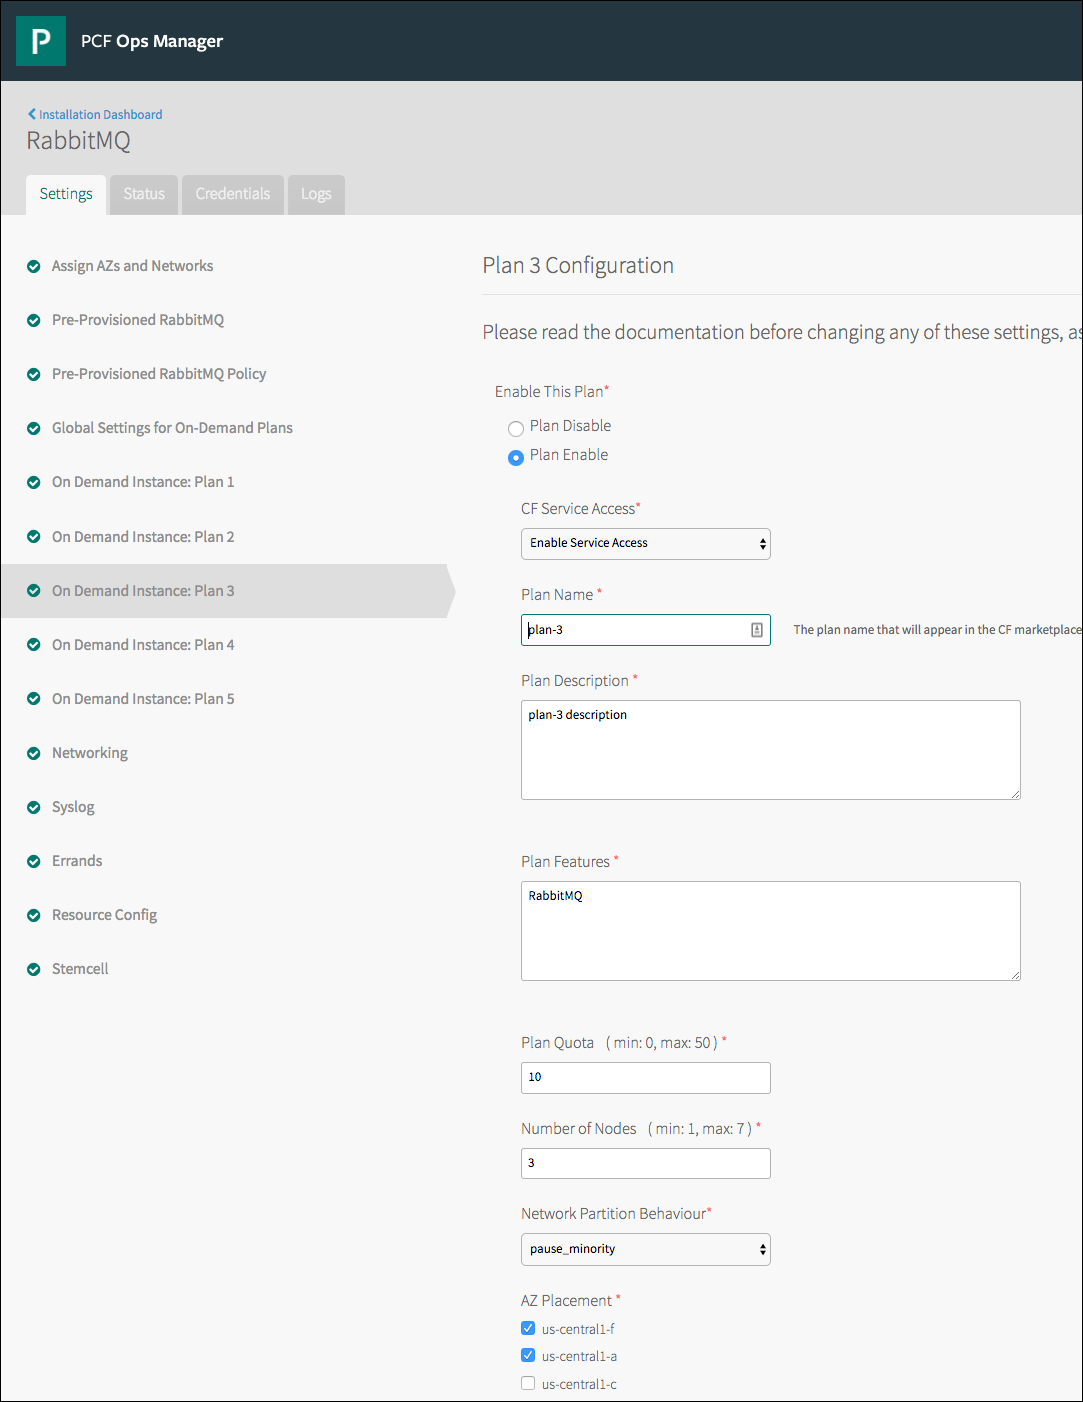 P
PCF Ops Manager
Installation Dashboard
RabbitMQ
Settings
Status
Credentials
Logs
Assign AZs and Networks
Pre-Provisioned RabbitMQ
Pre-Provisioned RabbitMQ Policy
Global Settings for On-Demand Plans
On Demand Instance: Plan 1
On Demand Instance: Plan 2
On Demand Instance: Plan 3
On Demand Instance: Plan 4
On Demand Instance: Plan 5
Networking
Syslog
Errands
Resource Config
Stemcell
Plan 3 Configuration
Please read the documentation before changing any of these settings, as
Enable This Plan*
Plan Disable
Plan Enable
CF Service Access*
Enable Service Access
Plan Name *
plan-3
The plan name that will appear in the CF marketplace
Plan Description *
plan-3 description
Plan Features *
RabbitMQ
Plan Quota ( min: 0, max: 50 ) *
10
Number of Nodes ( min: 1, max: 7 ) *
3
Network Partition Behaviour*
pause_minority
AZ Placement *
us-central1-f
us-central1-a
us-central1-c